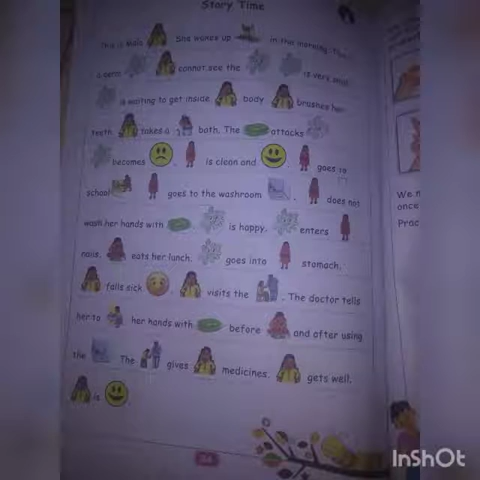 Story Time
This is Mala . She wakes up in the morning. The
a germ . cannot see the . is very small.
is waiting to get inside body brushes her
teeth. takes a bath. The attacks
becomes . is clean and . goes to
school . goes to the washroom . does not
wash her hands with . is happy. enters
nails. eats her lunch. goes into stomach.
falls sick . visits the . The doctor tells
her to her hands with before and after using
the . The gives medicines. gets well.
is .
We
once
Prac
InShOt